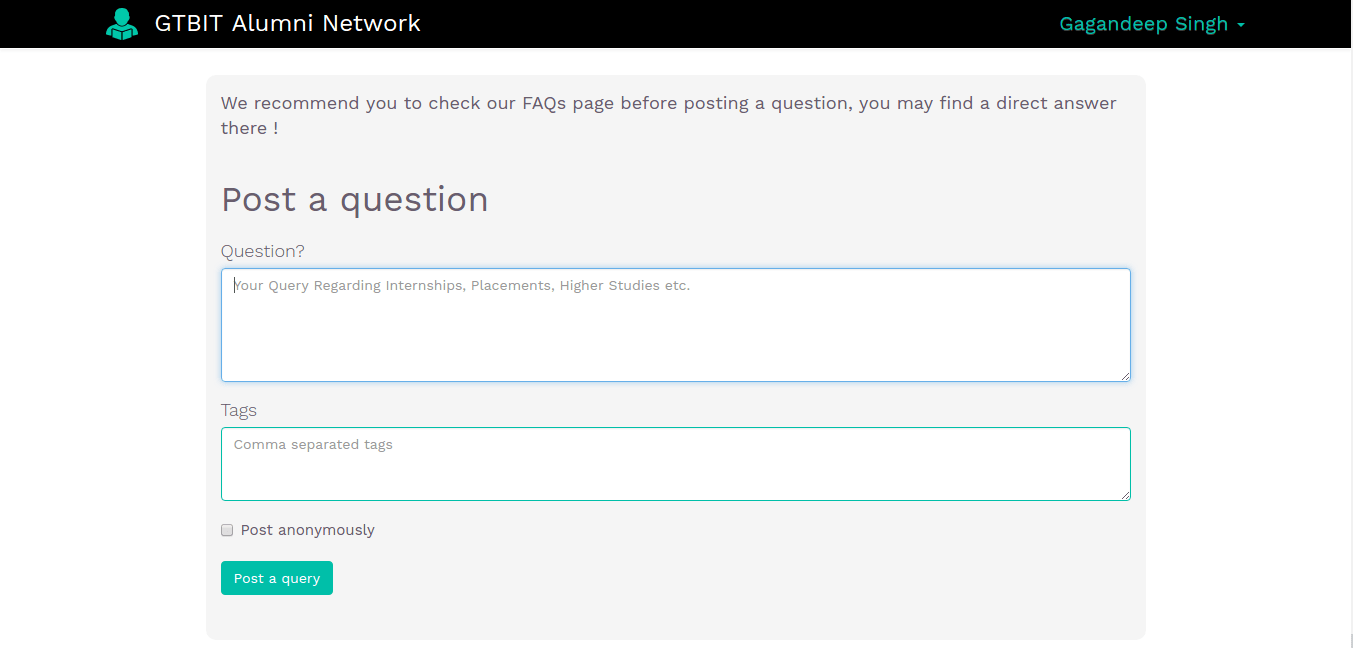 GTBIT Alumni Network
Gagandeep Singh
We recommend you to check our FAQs page before posting a question, you may find a direct answer
there !
Post a question
Question?
Your Query Regarding Internships, Placements, Higher Studies etc.
Tags
Comma separated tags
Post anonymously
Post a query